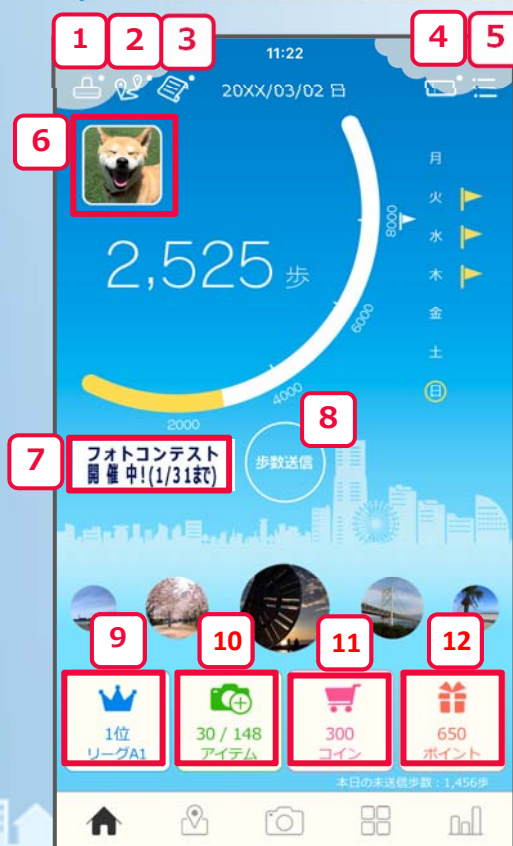 1 2 3 4 5
11:22
20XX/03/02 日
6
月
火
8000
水
2,525 歩
木
金
6000
土
日
4000
2000
8
7
フォトコンテスト
開催中!(1/31まで)
歩数送信
9 10 11 12
1位 30 / 148 300 650
リーグA1 アイテム コイン ポイント
本日の未送信歩数：1,456歩